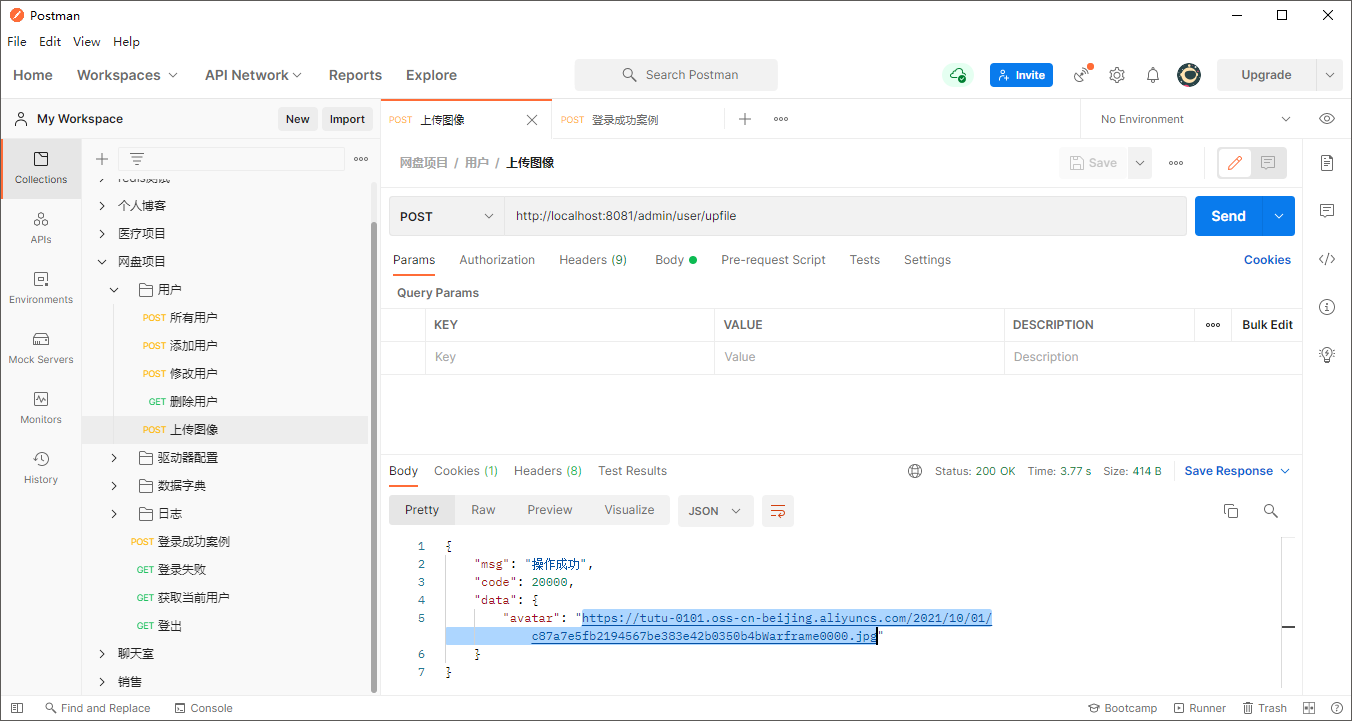 Postman
File Edit View Help
Home Workspaces API Network Reports Explore Search Postman Invite Upgrade
My Workspace New Import
POST 上传图像 POST 登录成功案例 No Environment
Collections
APIs
Environments
Mock Servers
Monitors
History
redis测试
个人博客
医疗项目
网盘项目
用户
POST 所有用户
POST 添加用户
POST 修改用户
GET 删除用户
POST 上传图像
驱动器配置
数据字典
日志
POST 登录成功案例
GET 登录失败
GET 获取当前用户
GET 登出
聊天室
销售
网盘项目 / 用户 / 上传图像 Save
POST http://localhost:8081/admin/user/upfile Send
Params Authorization Headers (9) Body Pre-request Script Tests Settings Cookies
Query Params
KEY VALUE DESCRIPTION Bulk Edit
Key Value Description
Body Cookies (1) Headers (8) Test Results Status: 200 OK Time: 3.77 s Size: 414 B Save Response
Pretty Raw Preview Visualize JSON
1 {
2 "msg": "操作成功",
3 "code": 20000,
4 "data": {
5 "avatar": "https://tutu-0101.oss-cn-beijing.aliyuncs.com/2021/10/01/
c87a7e5fb2194567be383e42b0350b4bWarframe0000.jpg"
6 }
7 }
Find and Replace Console Bootcamp Runner Trash